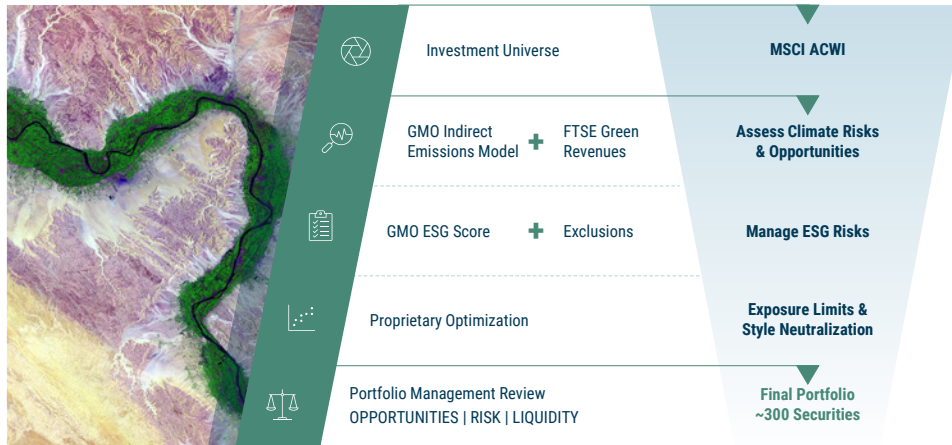 Investment Universe
MSCI ACWI
GMO Indirect
Emissions Model
+
FTSE Green
Revenues
Assess Climate Risks
& Opportunities
GMO ESG Score
+
Exclusions
Manage ESG Risks
Proprietary Optimization
Exposure Limits &
Style Neutralization
Portfolio Management Review
OPPORTUNITIES | RISK | LIQUIDITY
Final Portfolio
~300 Securities